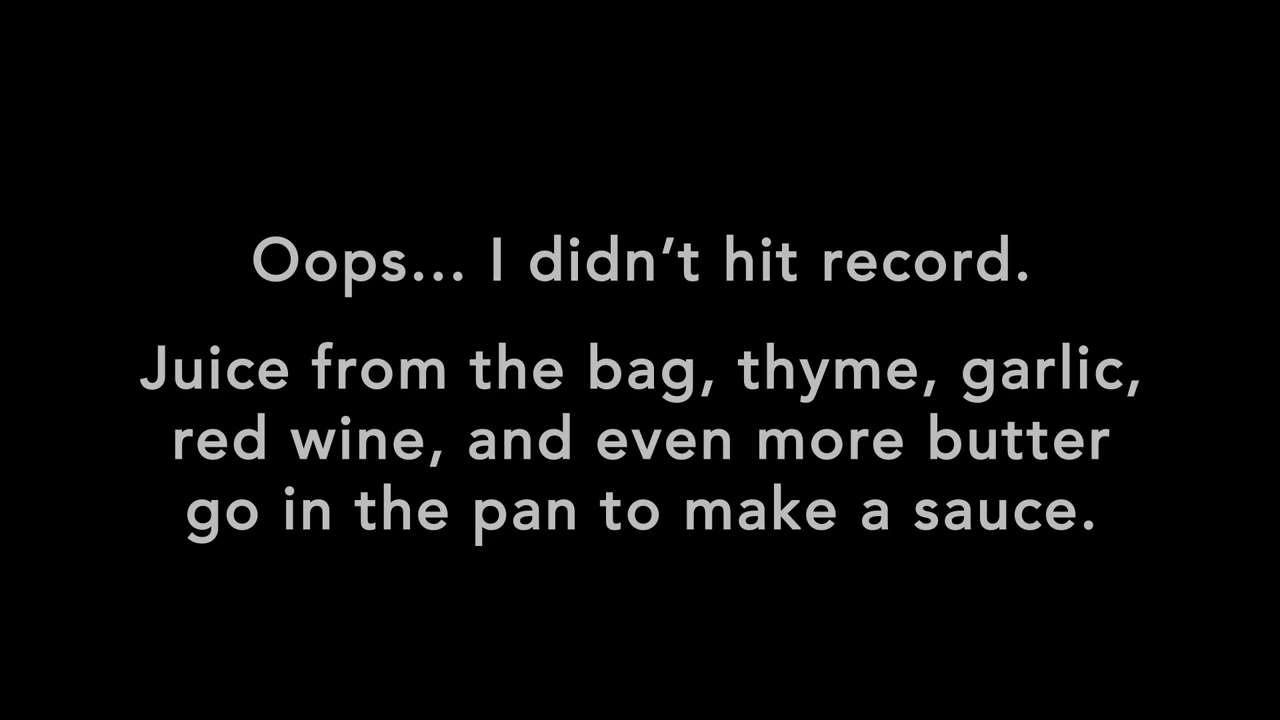 Oops... I didn’t hit record.
Juice from the bag, thyme, garlic,
red wine, and even more butter
go in the pan to make a sauce.